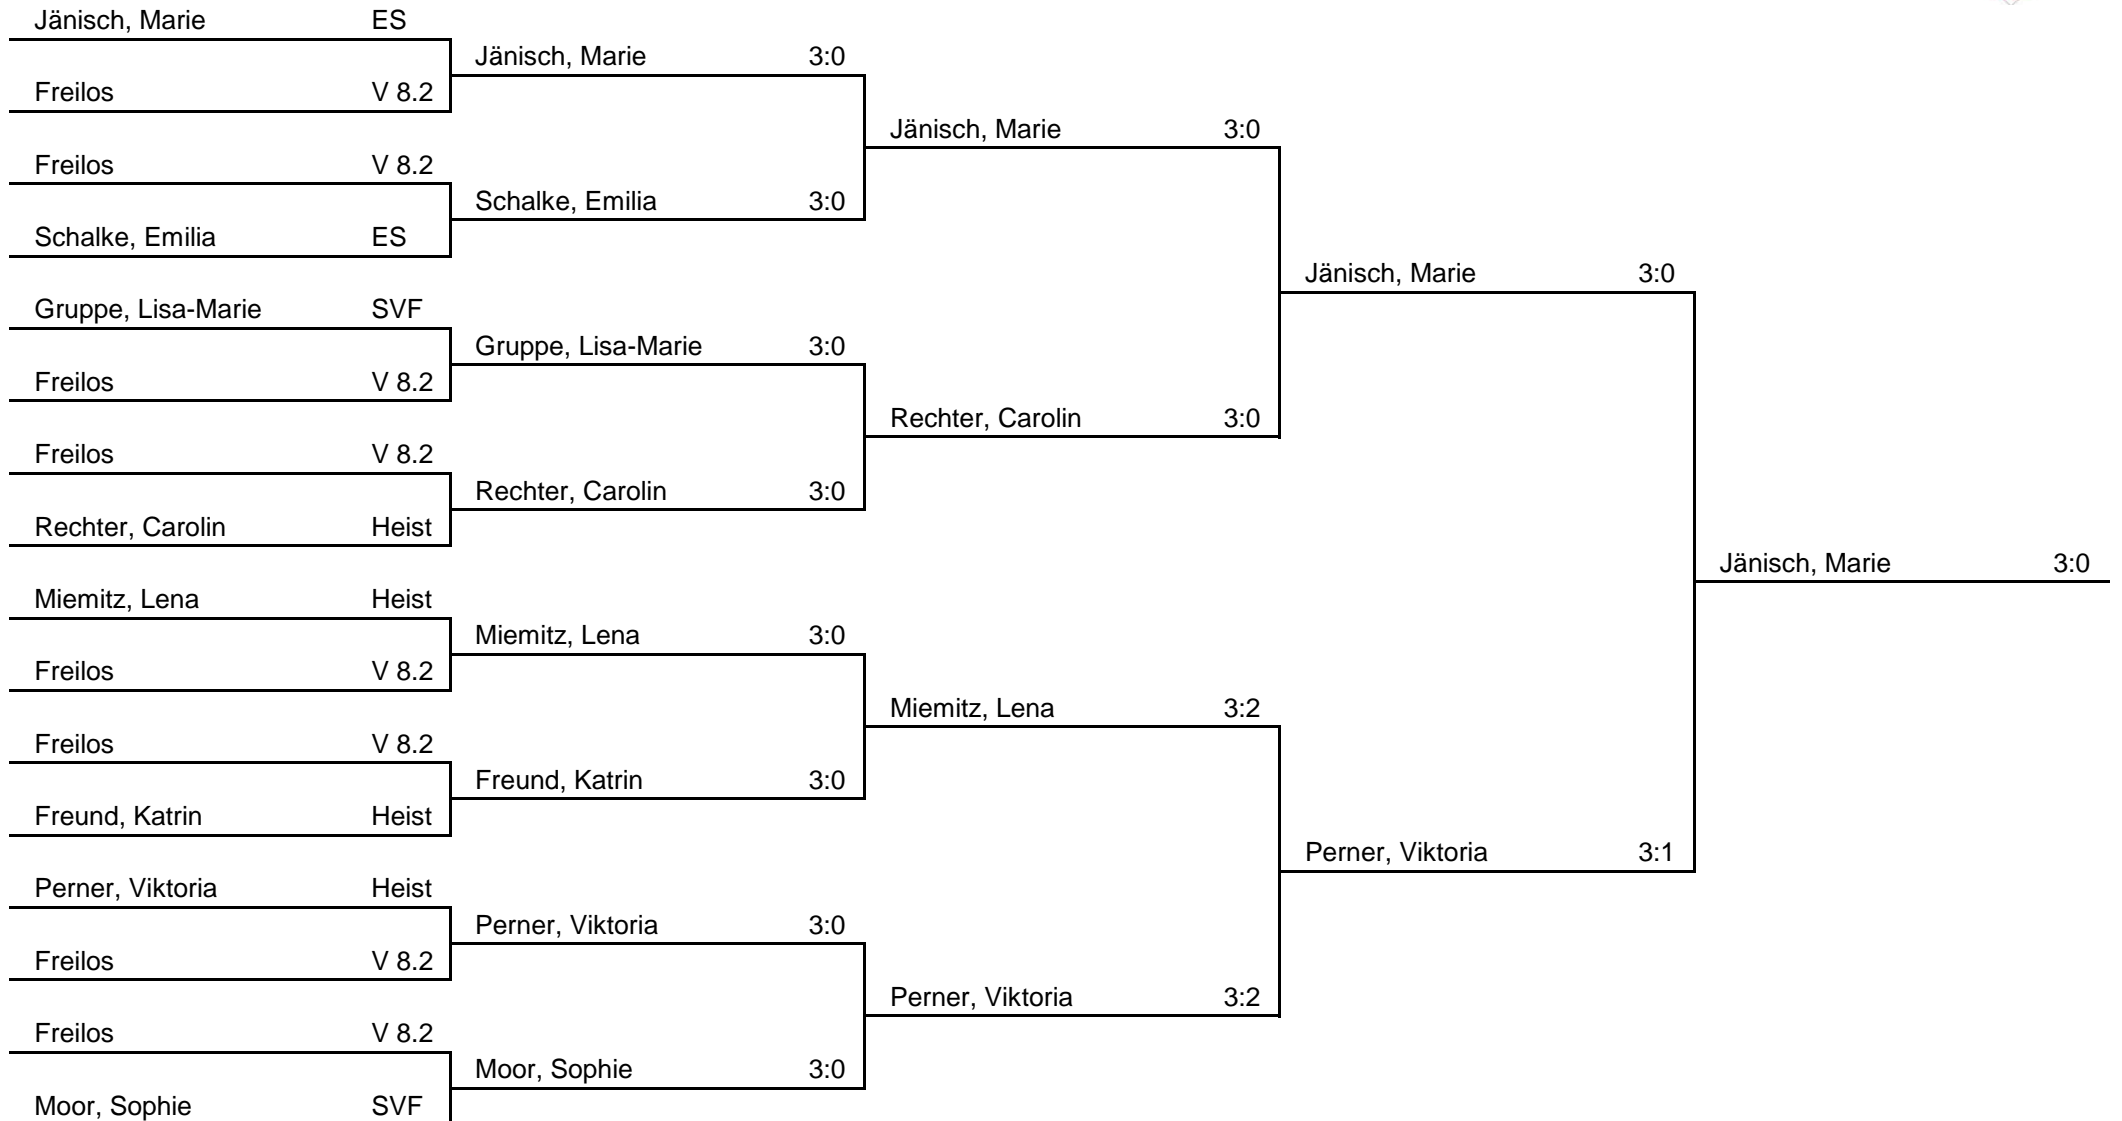 Jänisch, Marie ES
Jänisch, Marie 3:0
Freilos V 8.2
Jänisch, Marie 3:0
Freilos V 8.2
Schalke, Emilia 3:0
Schalke, Emilia ES
Jänisch, Marie 3:0
Gruppe, Lisa-Marie SVF
Gruppe, Lisa-Marie 3:0
Freilos V 8.2
Rechter, Carolin 3:0
Freilos V 8.2
Rechter, Carolin 3:0
Rechter, Carolin Heist
Jänisch, Marie 3:0
Miemitz, Lena Heist
Miemitz, Lena 3:0
Freilos V 8.2
Miemitz, Lena 3:2
Freilos V 8.2
Freund, Katrin 3:0
Freund, Katrin Heist
Perner, Viktoria 3:1
Perner, Viktoria Heist
Perner, Viktoria 3:0
Freilos V 8.2
Perner, Viktoria 3:2
Freilos V 8.2
Moor, Sophie 3:0
Moor, Sophie SVF